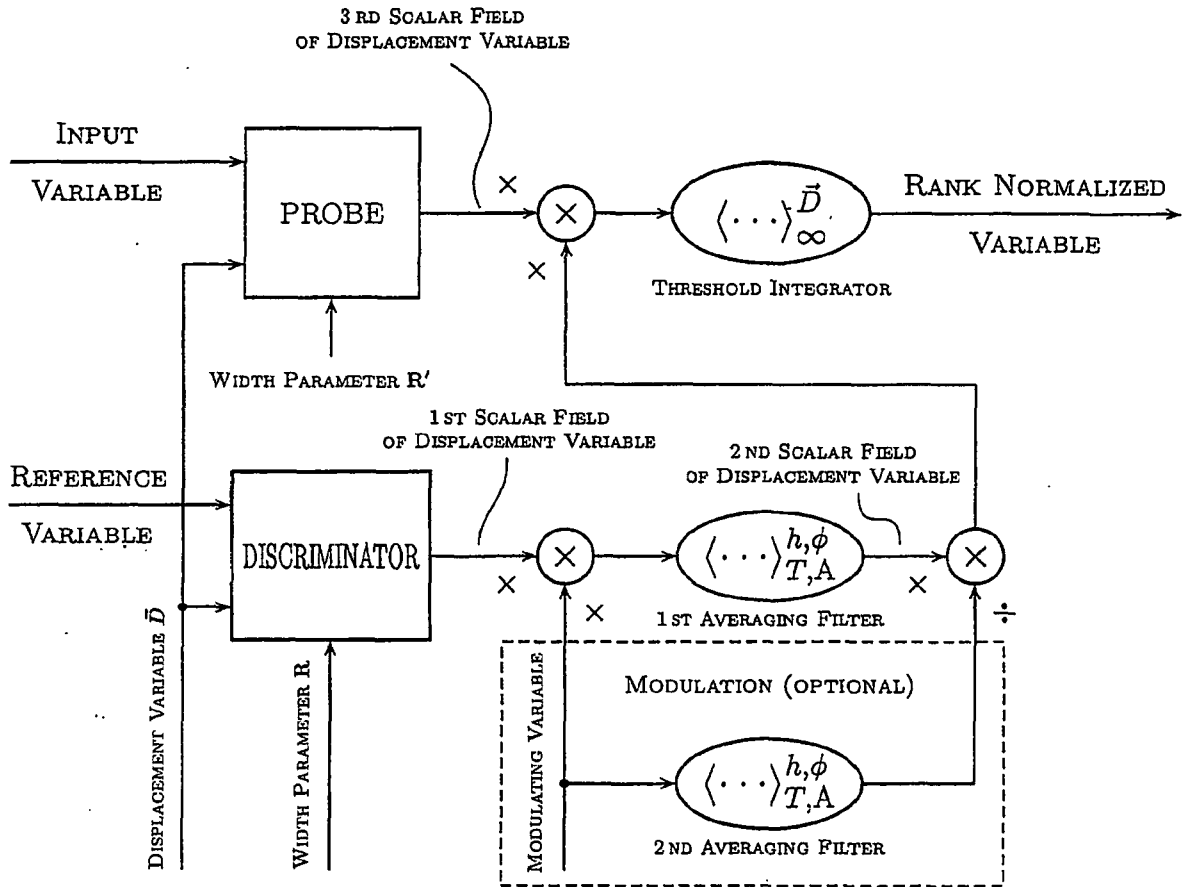 3 RD SCALAR FIELD
OF DISPLACEMENT VARIABLE
INPUT
VARIABLE
PROBE
×
×
×
⟨···⟩ D⃗ ∞
THRESHOLD INTEGRATOR
RANK NORMALIZED
VARIABLE
WIDTH PARAMETER R′
1 ST SCALAR FIELD
OF DISPLACEMENT VARIABLE
2 ND SCALAR FIELD
OF DISPLACEMENT VARIABLE
REFERENCE
VARIABLE
DISCRIMINATOR
×
×
×
⟨···⟩ h,ϕ T,A
1 ST AVERAGING FILTER
×
×
÷
DISPLACEMENT VARIABLE D̄
WIDTH PARAMETER R
MODULATING VARIABLE
MODULATION (OPTIONAL)
⟨···⟩ h,ϕ T,A
2 ND AVERAGING FILTER